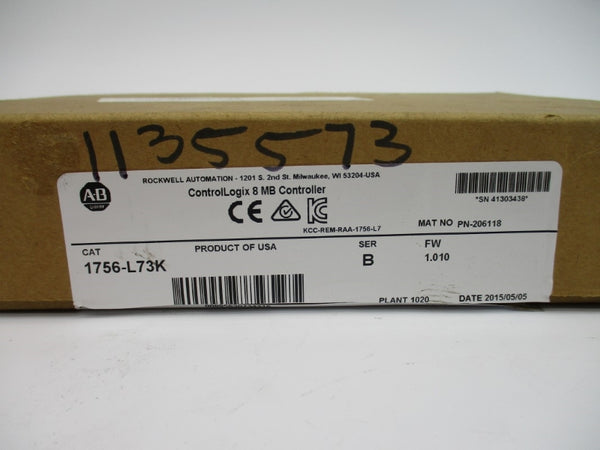 1135573
ROCKWELL AUTOMATION - 1201 S. 2nd St. Milwaukee, WI 53204-USA
ControlLogix 8 MB Controller
AB
CE
KC
*SN 41303438*
KCC-REM-RAA-1756-L7
MAT NO PN-206118
CAT
1756-L73K
PRODUCT OF USA
SER
B
FW
1.010
PLANT 1020
DATE 2015/05/05